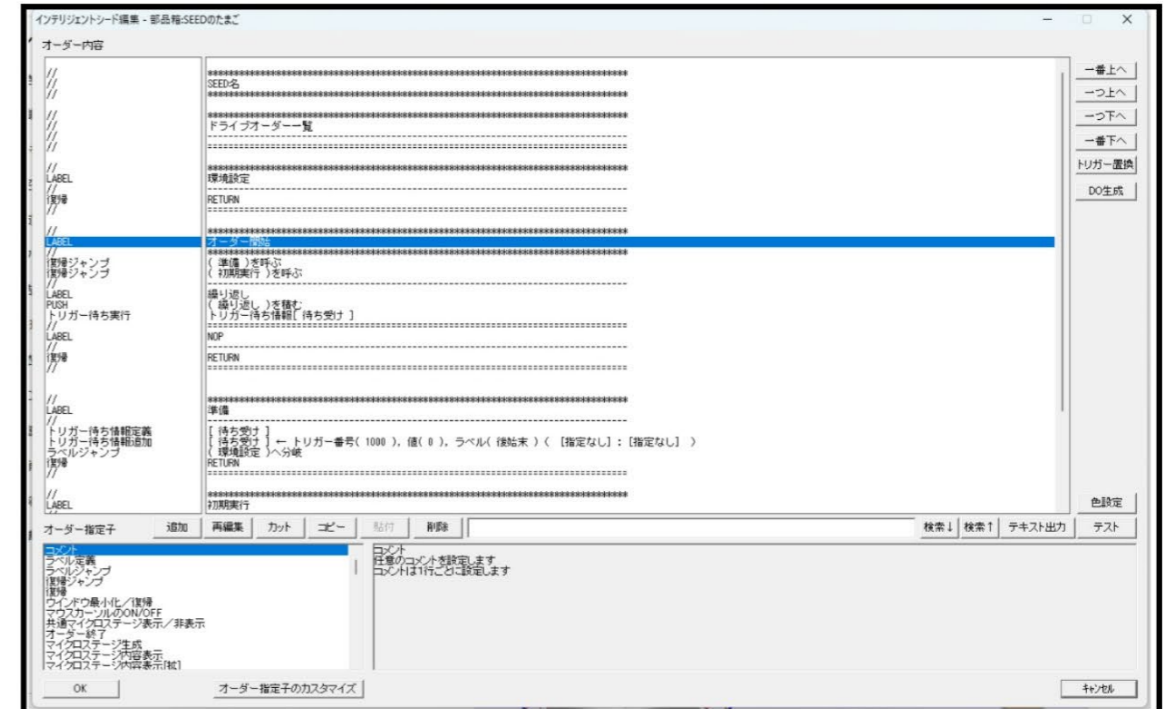 インテリジェントシード編集 - 部品箱:SEEDのたまご
オーダー内容
// ****************************************************************************
// SEED名
// ****************************************************************************
// ****************************************************************************
// ドライブオーダー一覧
// ----------------------------------------------------------------------------
// ============================================================================
// ****************************************************************************
LABEL 環境設定
// ----------------------------------------------------------------------------
復帰 RETURN
// ============================================================================
// ****************************************************************************
LABEL オーダー開始
// ****************************************************************************
復帰ジャンプ ( 準備 )を呼ぶ
復帰ジャンプ ( 初期実行 )を呼ぶ
// ----------------------------------------------------------------------------
LABEL 繰り返し
PUSH ( 繰り返し )を積む
トリガー待ち実行 トリガー待ち情報[ 待ち受け ]
// ============================================================================
LABEL NOP
// ----------------------------------------------------------------------------
復帰 RETURN
// ============================================================================
// ****************************************************************************
LABEL 準備
// ----------------------------------------------------------------------------
トリガー待ち情報定義 [ 待ち受け ]
トリガー待ち情報追加 [ 待ち受け ] ← トリガー番号( 1000 ), 値( 0 ), ラベル( 後始末 ) ( [指定なし] : [指定なし] )
ラベルジャンプ ( 環境設定 )へ分岐
復帰 RETURN
// ============================================================================
// ****************************************************************************
LABEL 初期実行
一番上へ
一つ上へ
一つ下へ
一番下へ
トリガー置換
DO生成
色設定
オーダー指定子 追加 再編集 カット コピー 貼付 削除 検索↓ 検索↑ テキスト出力 テスト
コメント
ラベル定義
ラベルジャンプ
復帰ジャンプ
復帰
ウインドウ最小化/復帰
マウスカーソルのON/OFF
共通マイクロステージ表示/非表示
オーダー終了
マイクロステージ生成
マイクロステージ内容表示
マイクロステージ内容表示[拡]
コメント
任意のコメントを設定します
コメントは1行ごとに設定します
OK オーダー指定子のカスタマイズ キャンセル